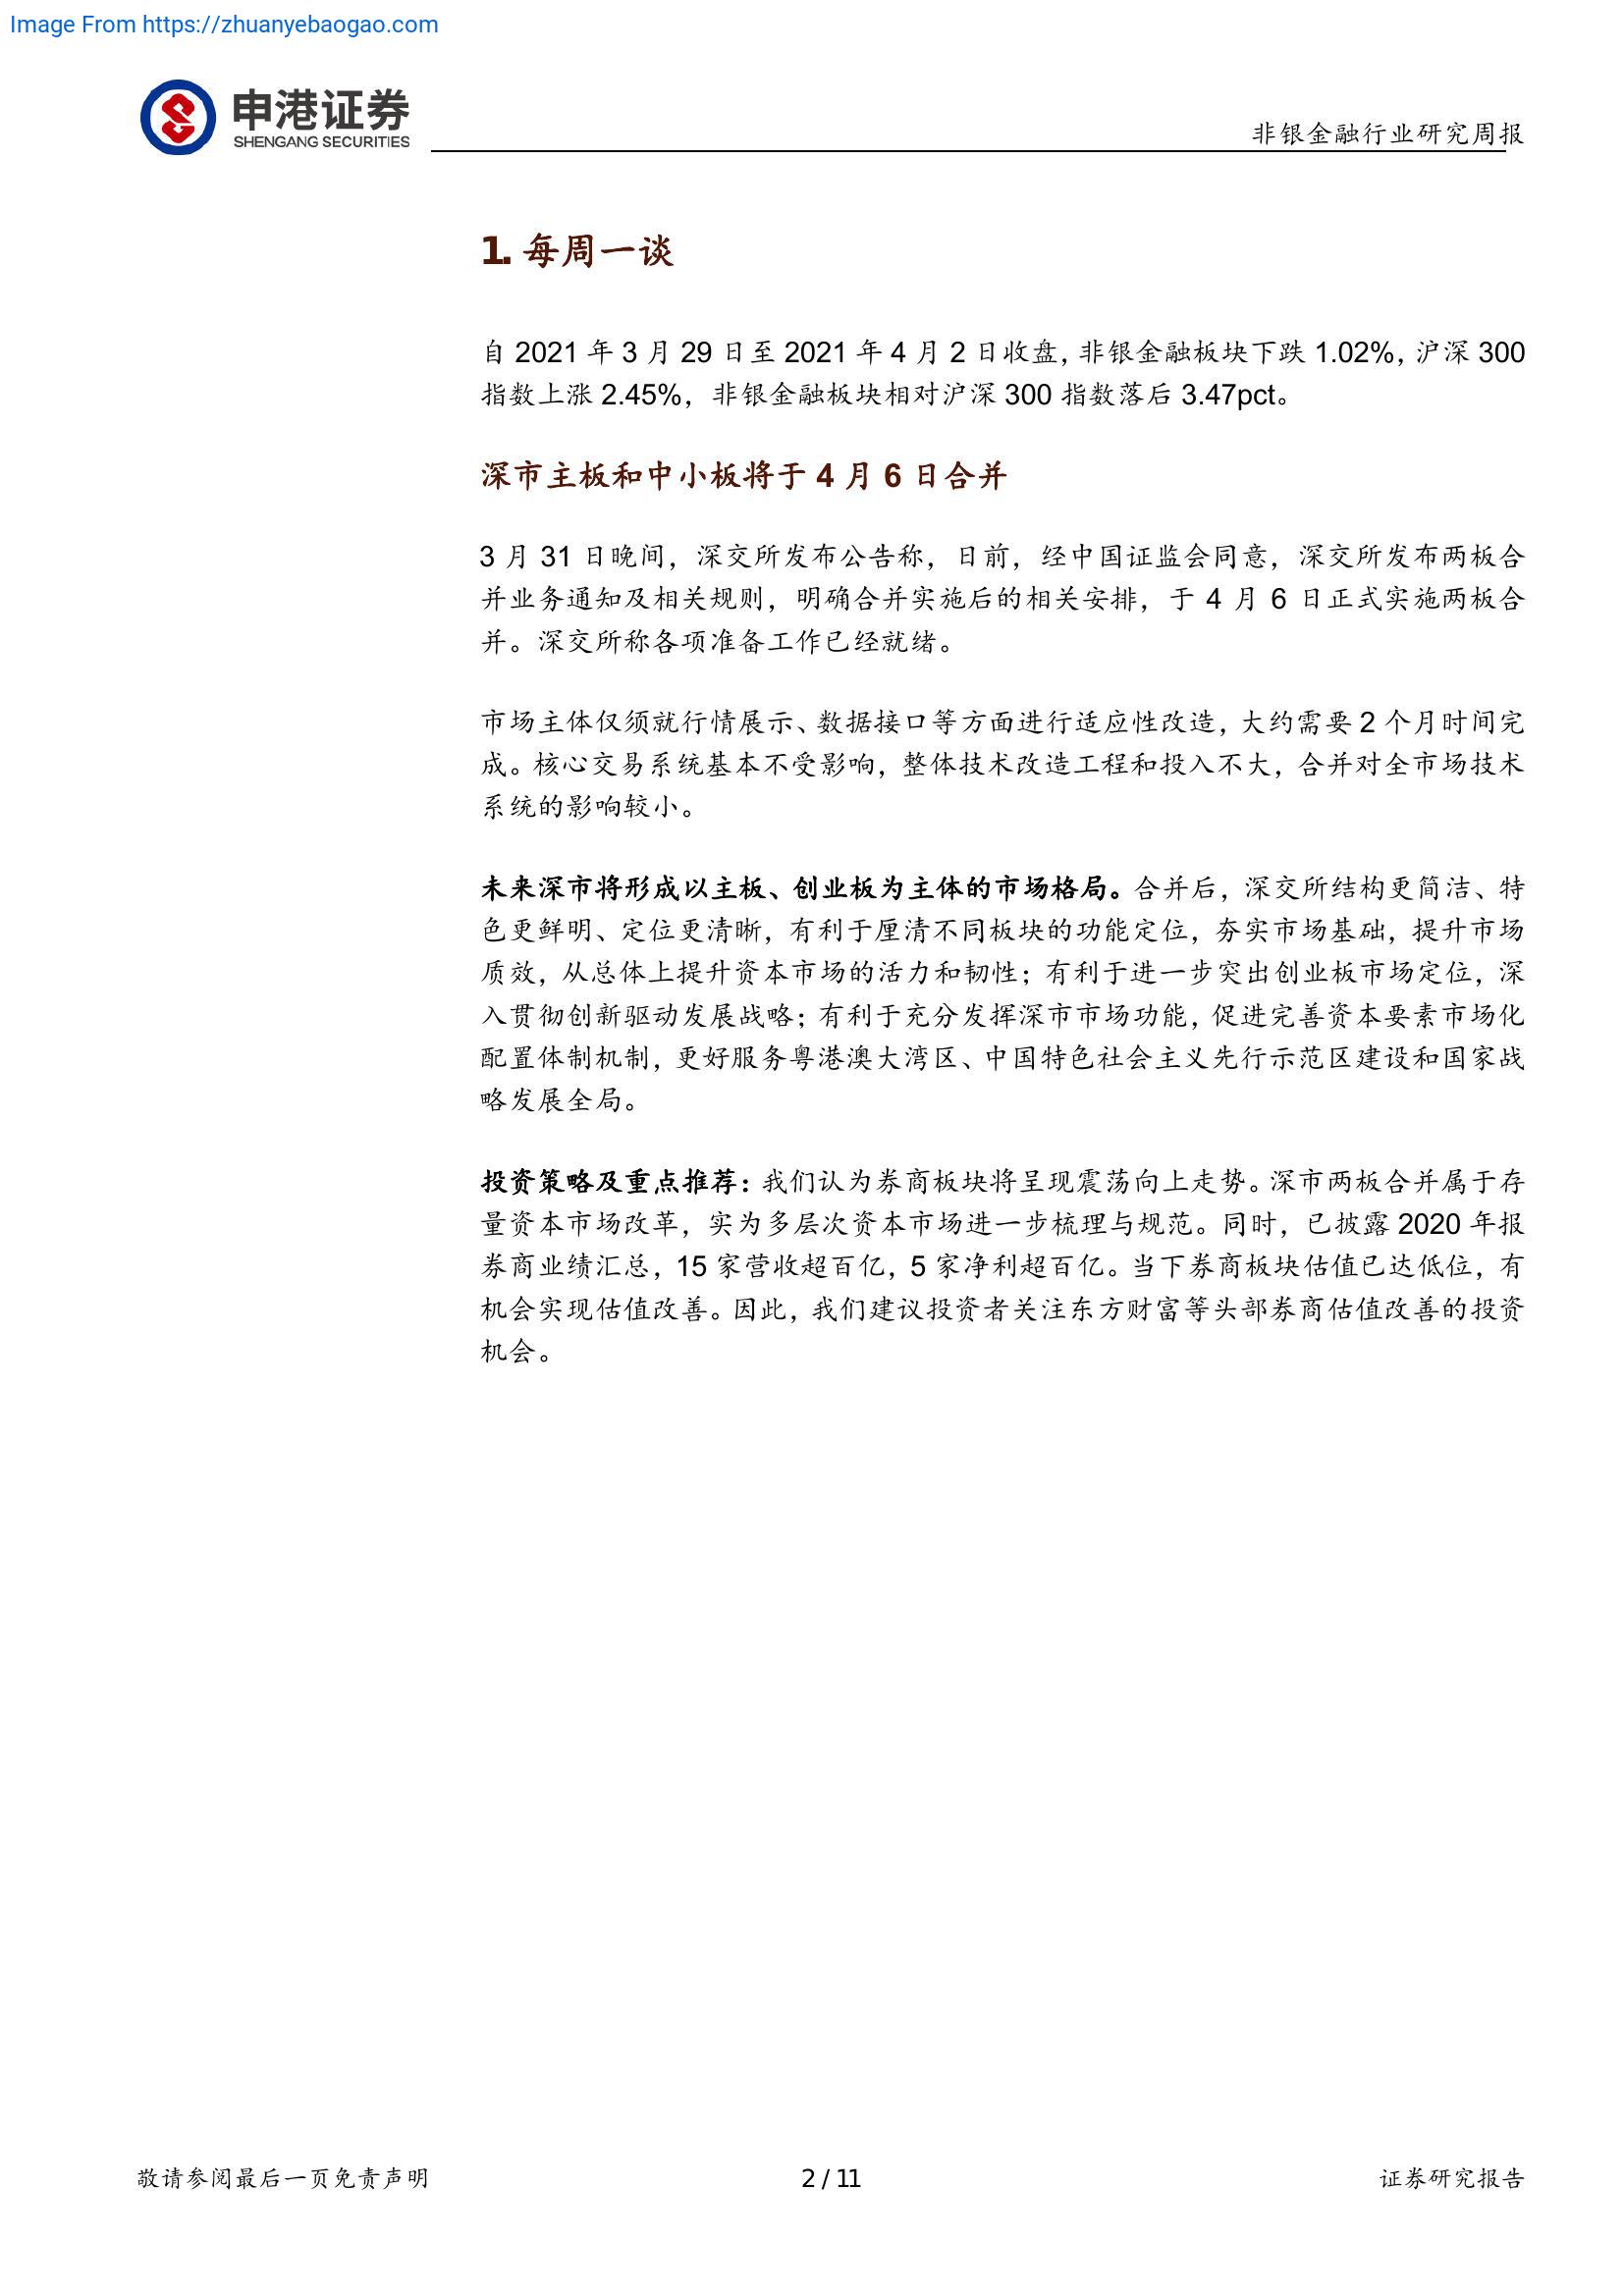 Image From https://zhuanyebaogao.com
申港证券
SHENGANG SECURITIES
非银金融行业研究周报
1. 每周一谈
自 2021 年 3 月 29 日至 2021 年 4 月 2 日收盘，非银金融板块下跌 1.02%，沪深 300
指数上涨 2.45%，非银金融板块相对沪深 300 指数落后 3.47pct。
深市主板和中小板将于 4 月 6 日合并
3 月 31 日晚间，深交所发布公告称，日前，经中国证监会同意，深交所发布两板合
并业务通知及相关规则，明确合并实施后的相关安排，于 4 月 6 日正式实施两板合
并。深交所称各项准备工作已经就绪。
市场主体仅须就行情展示、数据接口等方面进行适应性改造，大约需要 2 个月时间完
成。核心交易系统基本不受影响，整体技术改造工程和投入不大，合并对全市场技术
系统的影响较小。
未来深市将形成以主板、创业板为主体的市场格局。合并后，深交所结构更简洁、特
色更鲜明、定位更清晰，有利于厘清不同板块的功能定位，夯实市场基础，提升市场
质效，从总体上提升资本市场的活力和韧性；有利于进一步突出创业板市场定位，深
入贯彻创新驱动发展战略；有利于充分发挥深市市场功能，促进完善资本要素市场化
配置体制机制，更好服务粤港澳大湾区、中国特色社会主义先行示范区建设和国家战
略发展全局。
投资策略及重点推荐：我们认为券商板块将呈现震荡向上走势。深市两板合并属于存
量资本市场改革，实为多层次资本市场进一步梳理与规范。同时，已披露 2020 年报
券商业绩汇总，15 家营收超百亿，5 家净利超百亿。当下券商板块估值已达低位，有
机会实现估值改善。因此，我们建议投资者关注东方财富等头部券商估值改善的投资
机会。
敬请参阅最后一页免责声明
2 / 11
证券研究报告